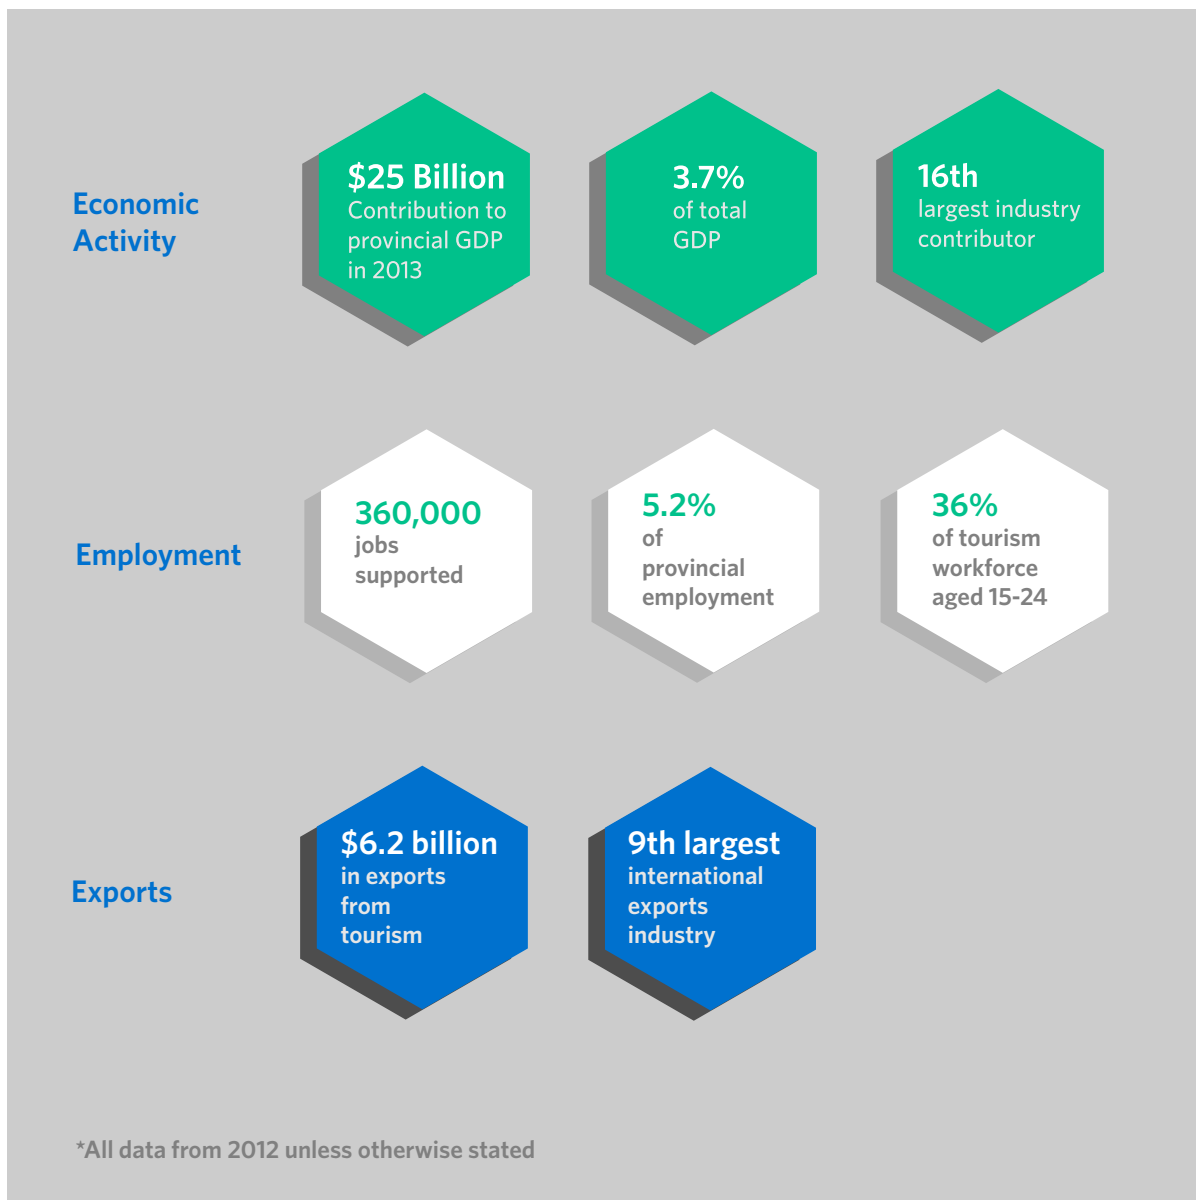 Economic
Activity
$25 Billion
Contribution to
provincial GDP
in 2013
3.7%
of total
GDP
16th
largest industry
contributor
Employment
360,000
jobs
supported
5.2%
of
provincial
employment
36%
of tourism
workforce
aged 15-24
Exports
$6.2 billion
in exports
from
tourism
9th largest
international
exports
industry
*All data from 2012 unless otherwise stated